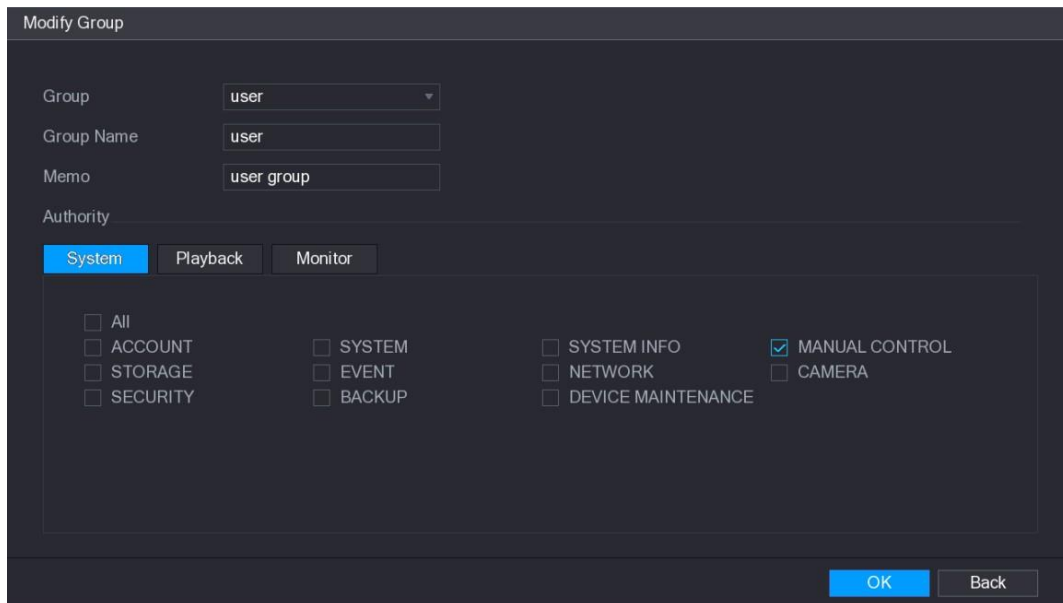 Modify Group
Group user
Group Name user
Memo user group
Authority
System Playback Monitor
All
ACCOUNT SYSTEM SYSTEM INFO MANUAL CONTROL
STORAGE EVENT NETWORK CAMERA
SECURITY BACKUP DEVICE MAINTENANCE
OK Back